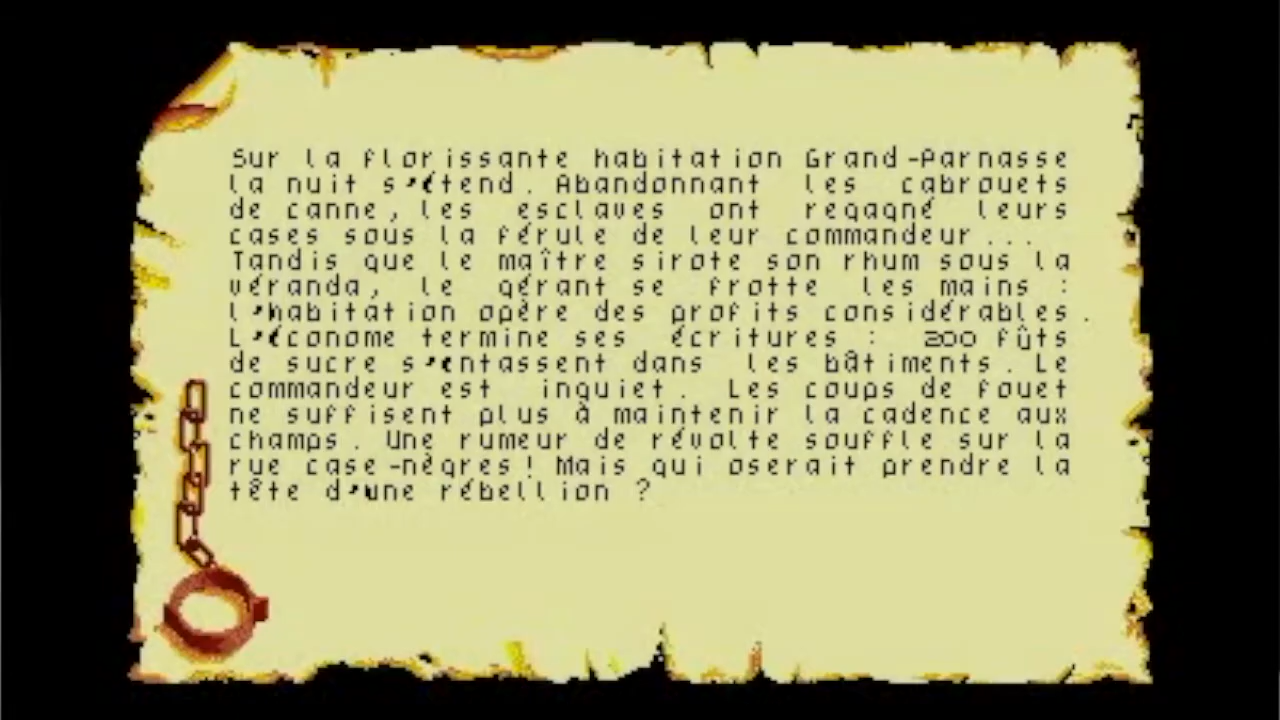 Sur la florissante habitation Grand-Parnasse
la nuit s'étend. Abandonnant les cabrouets
de canne, les esclaves ont regagné leurs
cases sous la férule de leur commandeur...
Tandis que le maître sirote son rhum sous la
véranda, le gérant se frotte les mains :
l'habitation opère des profits considérables.
L'économe termine ses écritures : 200 fûts
de sucre s'entassent dans les bâtiments. Le
commandeur est inquiet. Les coups de fouet
ne suffisent plus à maintenir la cadence aux
champs. Une rumeur de révolte souffle sur la
rue case-nègres! Mais qui oserait prendre la
tête d'une rébellion ?